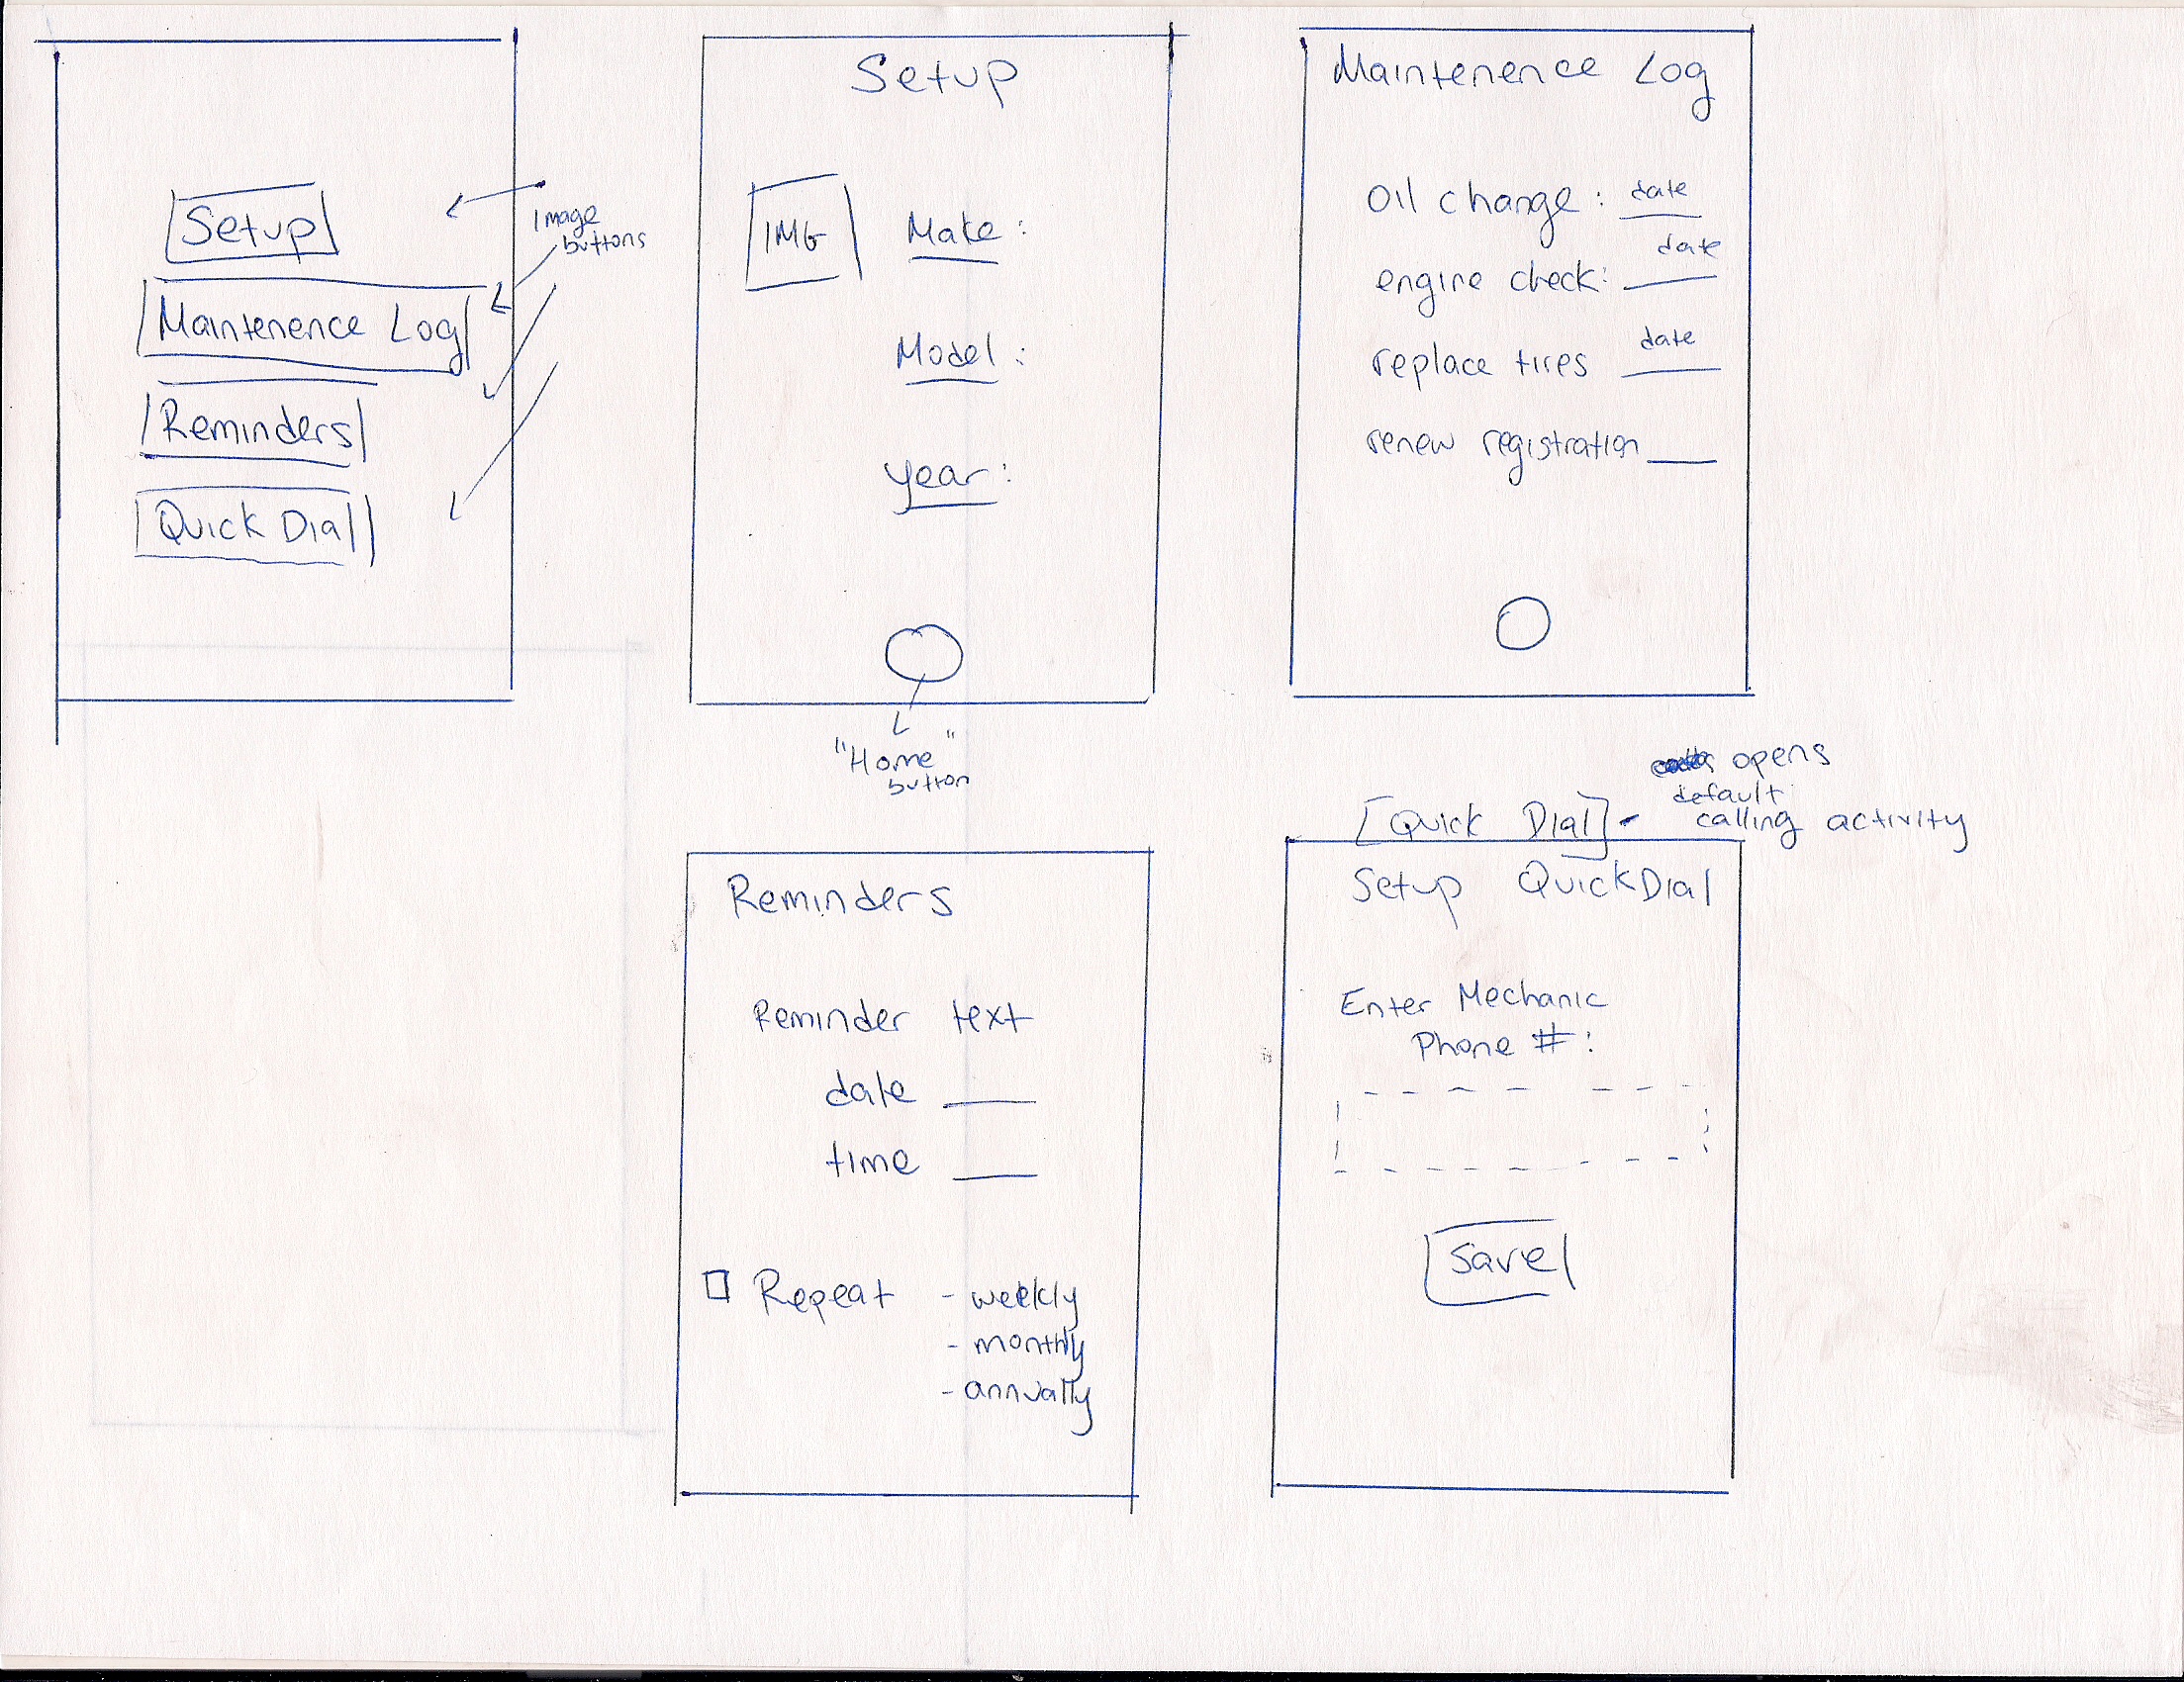 Setup
Maintenence Log
Reminders
Quick Dial
Image
buttons
Setup
IMG
Make:
Model:
year:
"Home"
button
Maintenence Log
Oil change: date
engine check: date
replace tires date
renew registration
Reminders
Reminder text
date
time
Repeat - weekly
- monthly
- annually
[Quick Dial] - opens
default
calling activity
Setup QuickDial
Enter Mechanic
Phone #:
Save